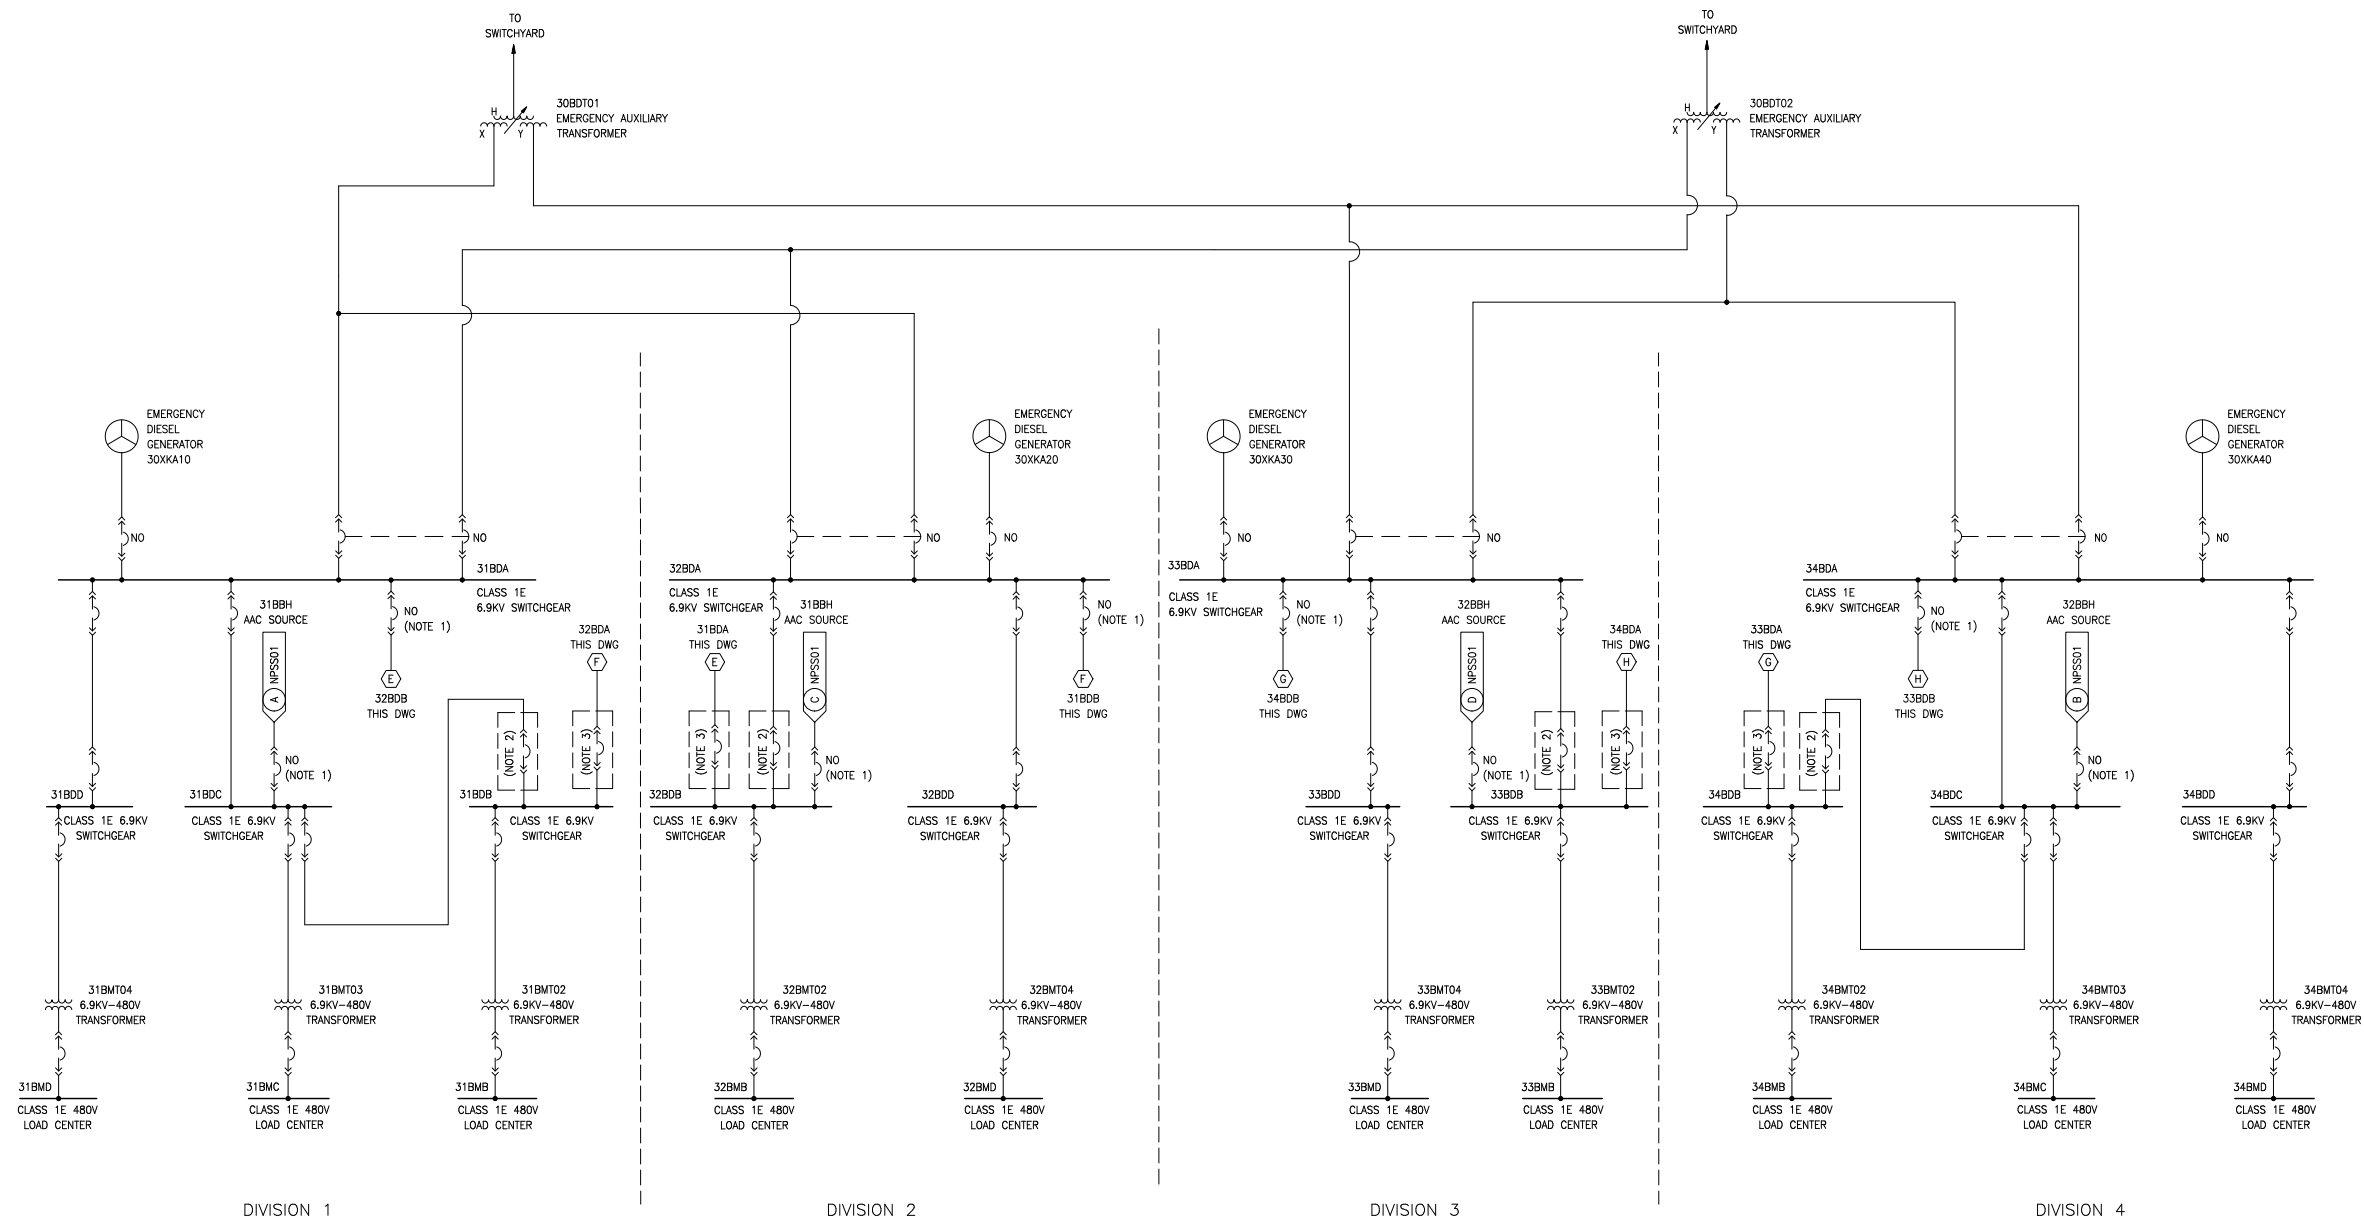 TO
SWITCHYARD
H
X
Y
30BDT01
EMERGENCY AUXILIARY
TRANSFORMER
TO
SWITCHYARD
H
X
Y
30BDT02
EMERGENCY AUXILIARY
TRANSFORMER
EMERGENCY
DIESEL
GENERATOR
30XKA10
NO
NO
31BDA
CLASS 1E
6.9KV SWITCHGEAR
31BBH
AAC SOURCE
NPSS01
A
NO
(NOTE 1)
NO
(NOTE 1)
E
32BDB
THIS DWG
32BDA
THIS DWG
F
(NOTE 2)
(NOTE 3)
31BDD
CLASS 1E 6.9KV
SWITCHGEAR
31BDC
CLASS 1E 6.9KV
SWITCHGEAR
31BDB
CLASS 1E 6.9KV
SWITCHGEAR
31BMT04
6.9KV-480V
TRANSFORMER
31BMT03
6.9KV-480V
TRANSFORMER
31BMT02
6.9KV-480V
TRANSFORMER
31BMD
CLASS 1E 480V
LOAD CENTER
31BMC
CLASS 1E 480V
LOAD CENTER
31BMB
CLASS 1E 480V
LOAD CENTER
DIVISION 1
EMERGENCY
DIESEL
GENERATOR
30XKA20
NO
NO
32BDA
CLASS 1E
6.9KV SWITCHGEAR
31BDA
THIS DWG
E
31BBH
AAC SOURCE
NPSS01
C
NO
(NOTE 1)
NO
(NOTE 1)
F
31BDB
THIS DWG
(NOTE 3)
(NOTE 2)
32BDB
CLASS 1E 6.9KV
SWITCHGEAR
32BDD
CLASS 1E 6.9KV
SWITCHGEAR
32BMT02
6.9KV-480V
TRANSFORMER
32BMT04
6.9KV-480V
TRANSFORMER
32BMB
CLASS 1E 480V
LOAD CENTER
32BMD
CLASS 1E 480V
LOAD CENTER
DIVISION 2
EMERGENCY
DIESEL
GENERATOR
30XKA30
NO
NO
33BDA
CLASS 1E
6.9KV SWITCHGEAR
NO
(NOTE 1)
G
34BDB
THIS DWG
32BBH
AAC SOURCE
NPSS01
D
NO
(NOTE 1)
34BDA
THIS DWG
H
(NOTE 2)
(NOTE 3)
33BDD
CLASS 1E 6.9KV
SWITCHGEAR
33BDB
CLASS 1E 6.9KV
SWITCHGEAR
33BMT04
6.9KV-480V
TRANSFORMER
33BMT02
6.9KV-480V
TRANSFORMER
33BMD
CLASS 1E 480V
LOAD CENTER
33BMB
CLASS 1E 480V
LOAD CENTER
DIVISION 3
EMERGENCY
DIESEL
GENERATOR
30XKA40
NO
NO
34BDA
CLASS 1E
6.9KV SWITCHGEAR
33BDA
THIS DWG
G
NO
(NOTE 1)
H
33BDB
THIS DWG
32BBH
AAC SOURCE
NPSS01
B
NO
(NOTE 1)
(NOTE 3)
(NOTE 2)
34BDB
CLASS 1E 6.9KV
SWITCHGEAR
34BDC
CLASS 1E 6.9KV
SWITCHGEAR
34BDD
CLASS 1E 6.9KV
SWITCHGEAR
34BMT02
6.9KV-480V
TRANSFORMER
34BMT03
6.9KV-480V
TRANSFORMER
34BMT04
6.9KV-480V
TRANSFORMER
34BMB
CLASS 1E 480V
LOAD CENTER
34BMC
CLASS 1E 480V
LOAD CENTER
34BMD
CLASS 1E 480V
LOAD CENTER
DIVISION 4